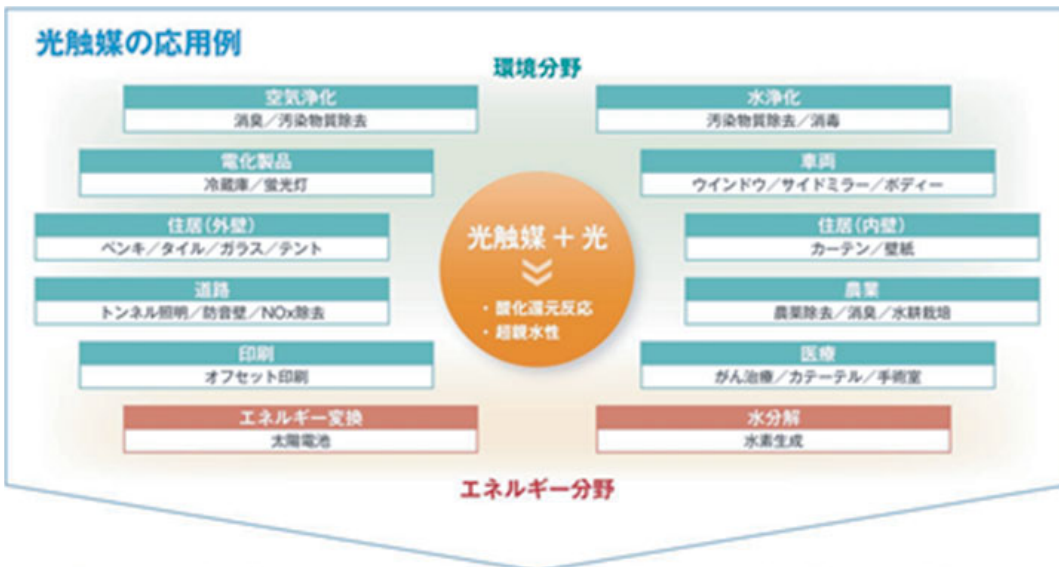 光触媒の応用例
環境分野
空気浄化
消臭／汚染物質除去
水浄化
汚染物質除去／消毒
電化製品
冷蔵庫／蛍光灯
車両
ウインドウ／サイドミラー／ボディー
住居(外壁)
ペンキ／タイル／ガラス／テント
住居(内壁)
カーテン／壁紙
光触媒＋光
・酸化還元反応
・超親水性
道路
トンネル照明／防音壁／NOx除去
農業
農薬除去／消臭／水耕栽培
印刷
オフセット印刷
医療
がん治療／カテーテル／手術室
エネルギー変換
太陽電池
水分解
水素生成
エネルギー分野